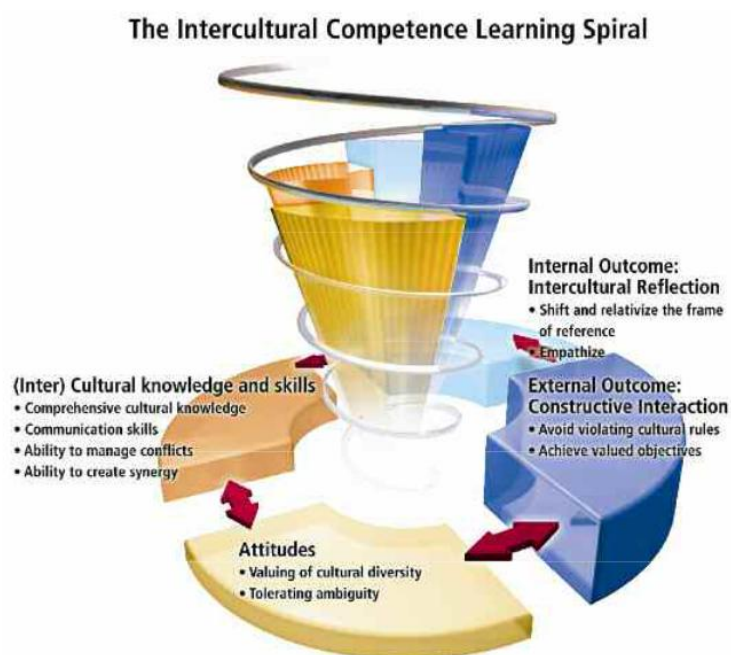 The Intercultural Competence Learning Spiral
Internal Outcome:
Intercultural Reflection
• Shift and relativize the frame
of reference
• Empathize
(Inter) Cultural knowledge and skills
• Comprehensive cultural knowledge
• Communication skills
• Ability to manage conflicts
• Ability to create synergy
External Outcome:
Constructive Interaction
• Avoid violating cultural rules
• Achieve valued objectives
Attitudes
• Valuing of cultural diversity
• Tolerating ambiguity